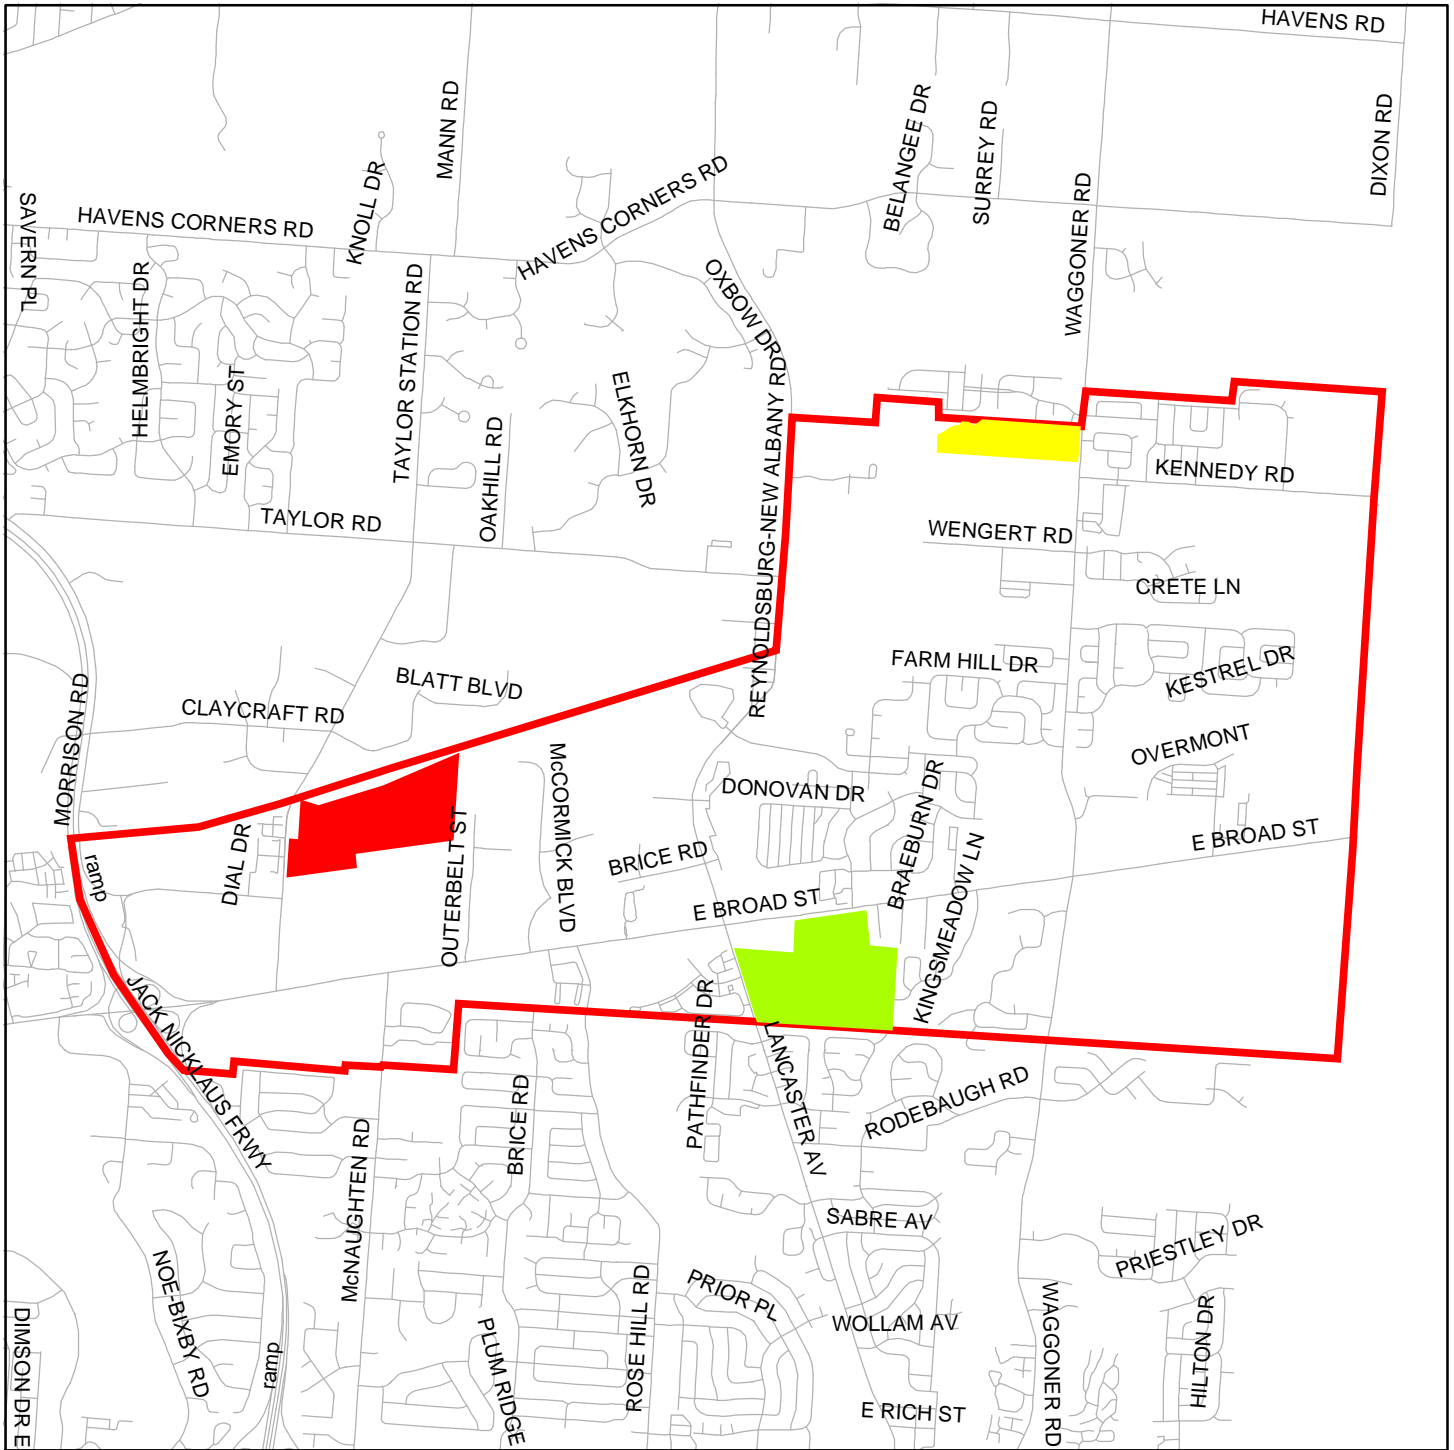 HAVENS RD
DIXON RD
MANN RD
BELANGEE DR
SURREY RD
KNOLL DR
HAVENS CORNERS RD
WAGGONER RD
SAVERN PL
HAVENS CORNERS RD
HELMBRIGHT DR
TAYLOR STATION RD
OXBOW DR
EMORY ST
ELKHORN DR
OAKHILL RD
REYNOLDSBURG-NEW ALBANY RD
KENNEDY RD
TAYLOR RD
WENGERT RD
CRETE LN
FARM HILL DR
KESTREL DR
BLATT BLVD
CLAYCRAFT RD
MORRISON RD
OVERMONT
McCORMICK BLVD
DONOVAN DR
BRAEBURN DR
E BROAD ST
DIAL DR
OUTERBELT ST
BRICE RD
KINGSMEADOW LN
ramp
E BROAD ST
JACK NICKLAUS FRWY
PATHFINDER DR
LANCASTER AV
RODEBAUGH RD
BRICE RD
McNAUGHTEN RD
SABRE AV
PRIESTLEY DR
NOE-BIXBY RD
PRIOR PL
ROSE HILL RD
WOLLAM AV
WAGGONER RD
HILTON DR
DIMSON DR E
ramp
PLUM RIDGE
E RICH ST